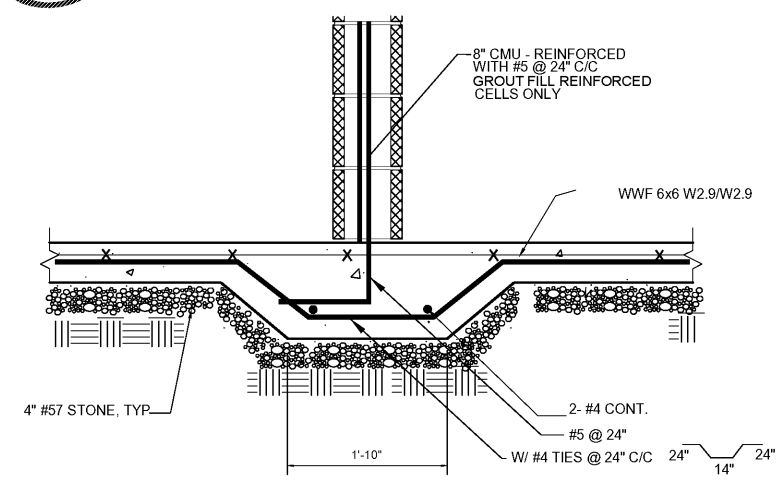 8" CMU - REINFORCED
WITH #5 @ 24" C/C
GROUT FILL REINFORCED
CELLS ONLY
WWF 6x6 W2.9/W2.9
4" #57 STONE, TYP
2- #4 CONT.
#5 @ 24"
W/ #4 TIES @ 24" C/C
24" 24"
14"
1'-10"